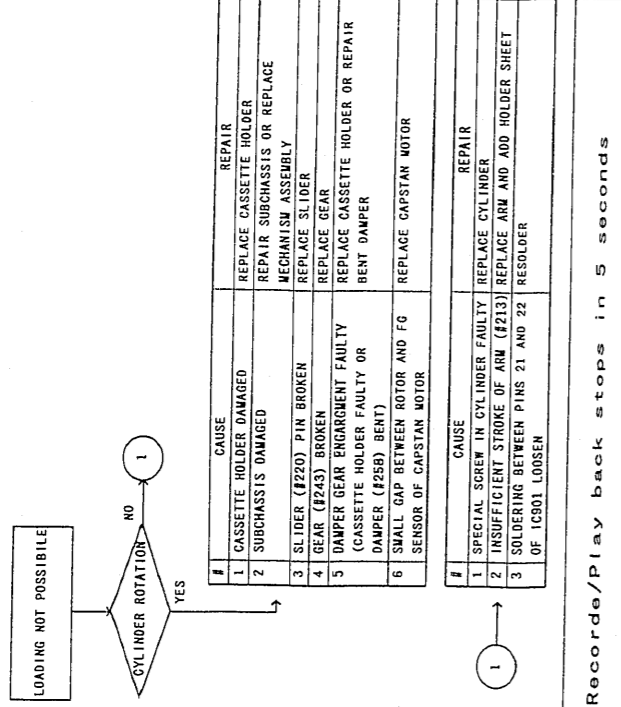 LOADING NOT POSSIBILE
CYLINDER ROTATION
NO
1
YES
# CAUSE REPAIR
1 CASSETTE HOLDER DAMAGED REPLACE CASSETTE HOLDER
2 SUBCHASSIS DAMAGED REPAIR SUBCHASSIS OR REPLACE
MECHANISM ASSEMBLY
3 SLIDER (#220) PIN BROKEN REPLACE SLIDER
4 GEAR (#243) BROKEN REPLACE GEAR
5 DAMPER GEAR ENGARGMENT FAULTY REPLACE CASSETTE HOLDER OR REPAIR
(CASSETTE HOLDER FAULTY OR BENT DAMPER
DAMPER (#258) BENT)
6 SMALL GAP BETWEEN ROTOR AND FG REPLACE CAPSTAN MOTOR
SENSOR OF CAPSTAN MOTOR
1
# CAUSE REPAIR
1 SPECIAL SCREW IN CYLINDER FAULTY REPLACE CYLINDER
2 INSUFFICIENT STROKE OF ARM (#213) REPLACE ARM AND ADD HOLDER SHEET
3 SOLDERING BETWEEN PINS 21 AND 22 RESOLDER
OF IC901 LOOSEN
Recorde/Play back stops in 5 seconds